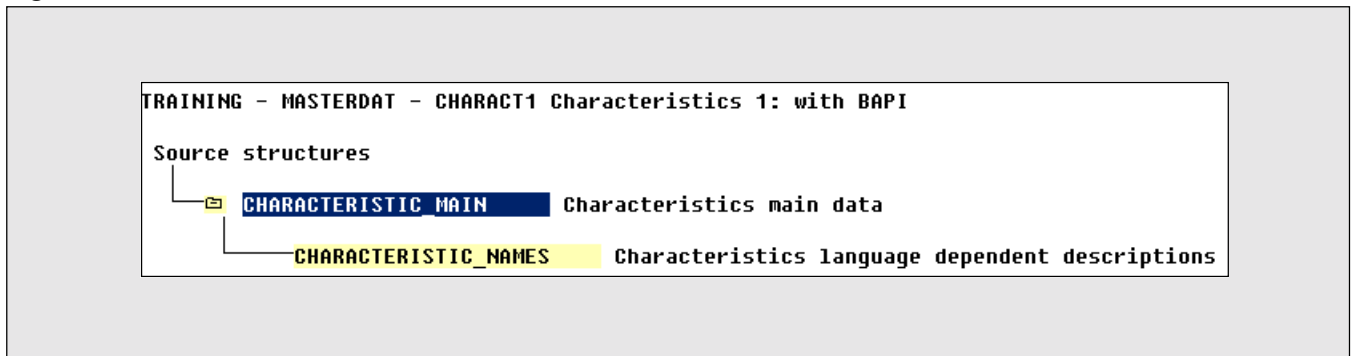 TRAINING - MASTERDAT - CHARACT1 Characteristics 1: with BAPI
Source structures
CHARACTERISTIC_MAIN Characteristics main data
CHARACTERISTIC_NAMES Characteristics language dependent descriptions